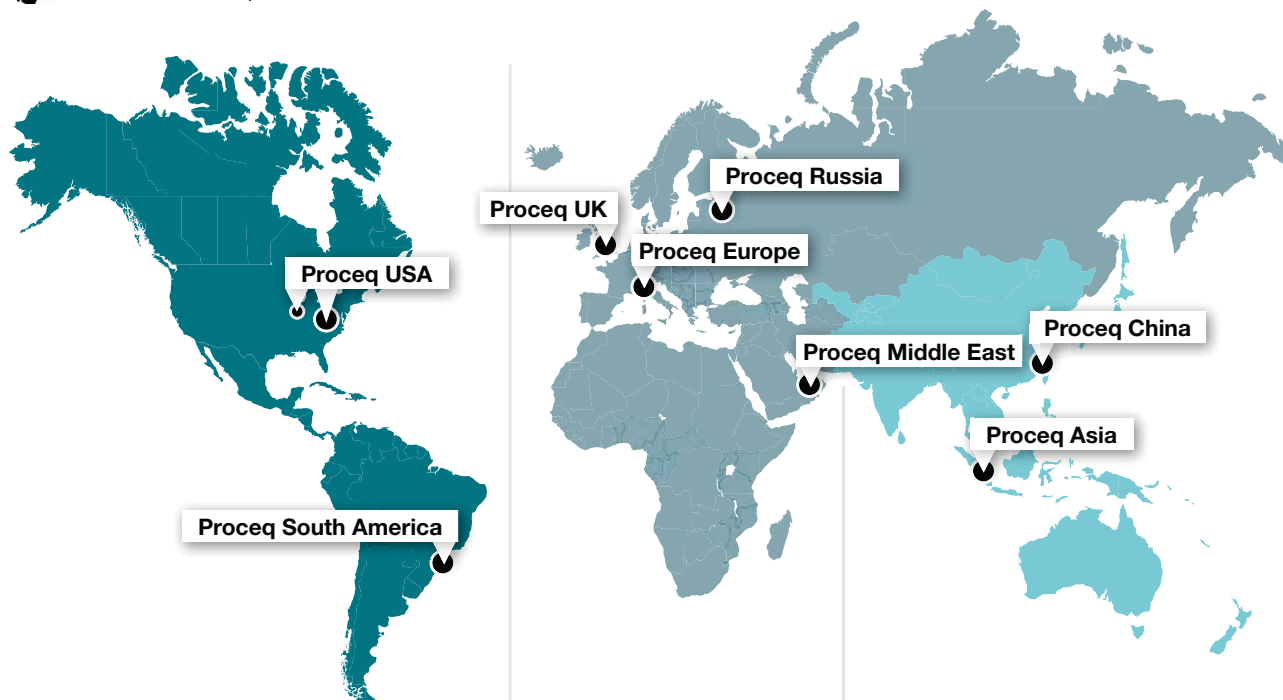 Proceq Russia
Proceq UK
Proceq Europe
Proceq USA
Proceq China
Proceq Middle East
Proceq Asia
Proceq South America